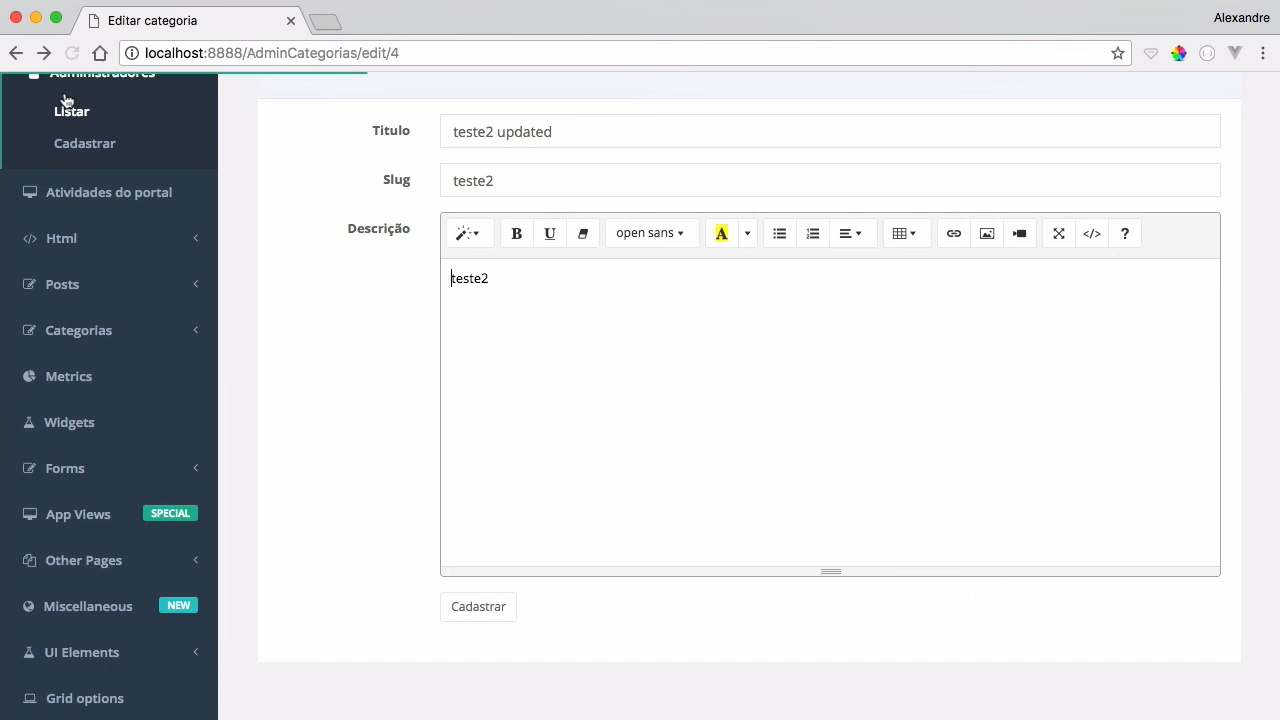 Editar categoria
Alexandre
localhost:8888/AdminCategorias/edit/4
Administradores
Listar
Cadastrar
Atividades do portal
Html
Posts
Categorias
Metrics
Widgets
Forms
App Views SPECIAL
Other Pages
Miscellaneous NEW
UI Elements
Grid options
Titulo teste2 updated
Slug teste2
Descrição
B U open sans A </> ?
teste2
Cadastrar